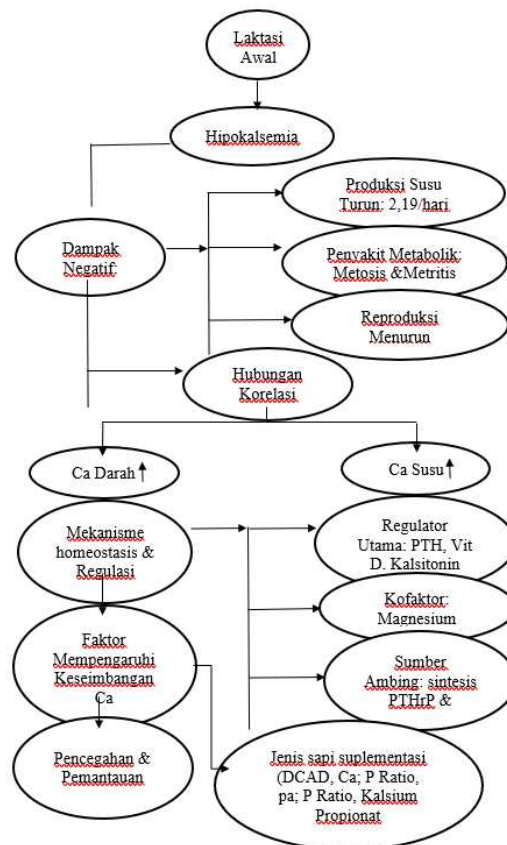 Laktasi
Awal
Hipokalsemia
Produksi Susu
Turun: 2,19/hari
Dampak
Negatif:
Penyakit Metabolik:
Metosis &Metritis
Reproduksi
Menurun
Hubungan
Korelasi
Ca Darah↑
Ca Susu↑
Mekanisme
homeostasis &
Regulasi
Regulator
Utama: PTH, Vit
D. Kalsitonin
Kofaktor:
Magnesium
Faktor
Mempengaruhi
Keseimbangan
Ca
Sumber
Ambing: sintesis
PTHrP &
Pencegahan &
Pemantauan
Jenis sapi suplementasi
(DCAD, Ca; P Ratio,
pa; P Ratio, Kalsium
Propionat